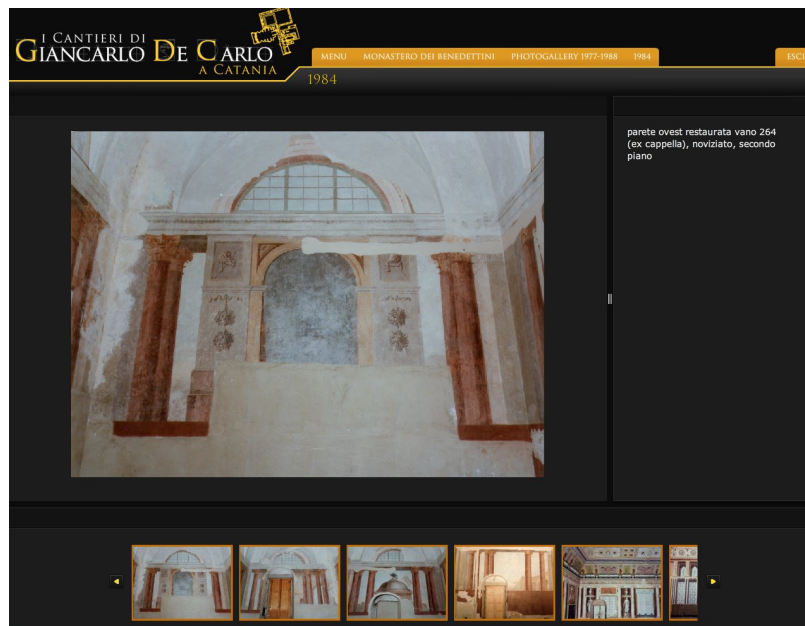 I CANTIERI DI
GIANCARLO DE CARLO
A CATANIA
MENU MONASTERO DEI BENEDETTINI PHOTOGALLERY 1977-1988 1984 ESCI
1984
parete ovest restaurata vano 264
(ex cappella), noviziato, secondo
piano